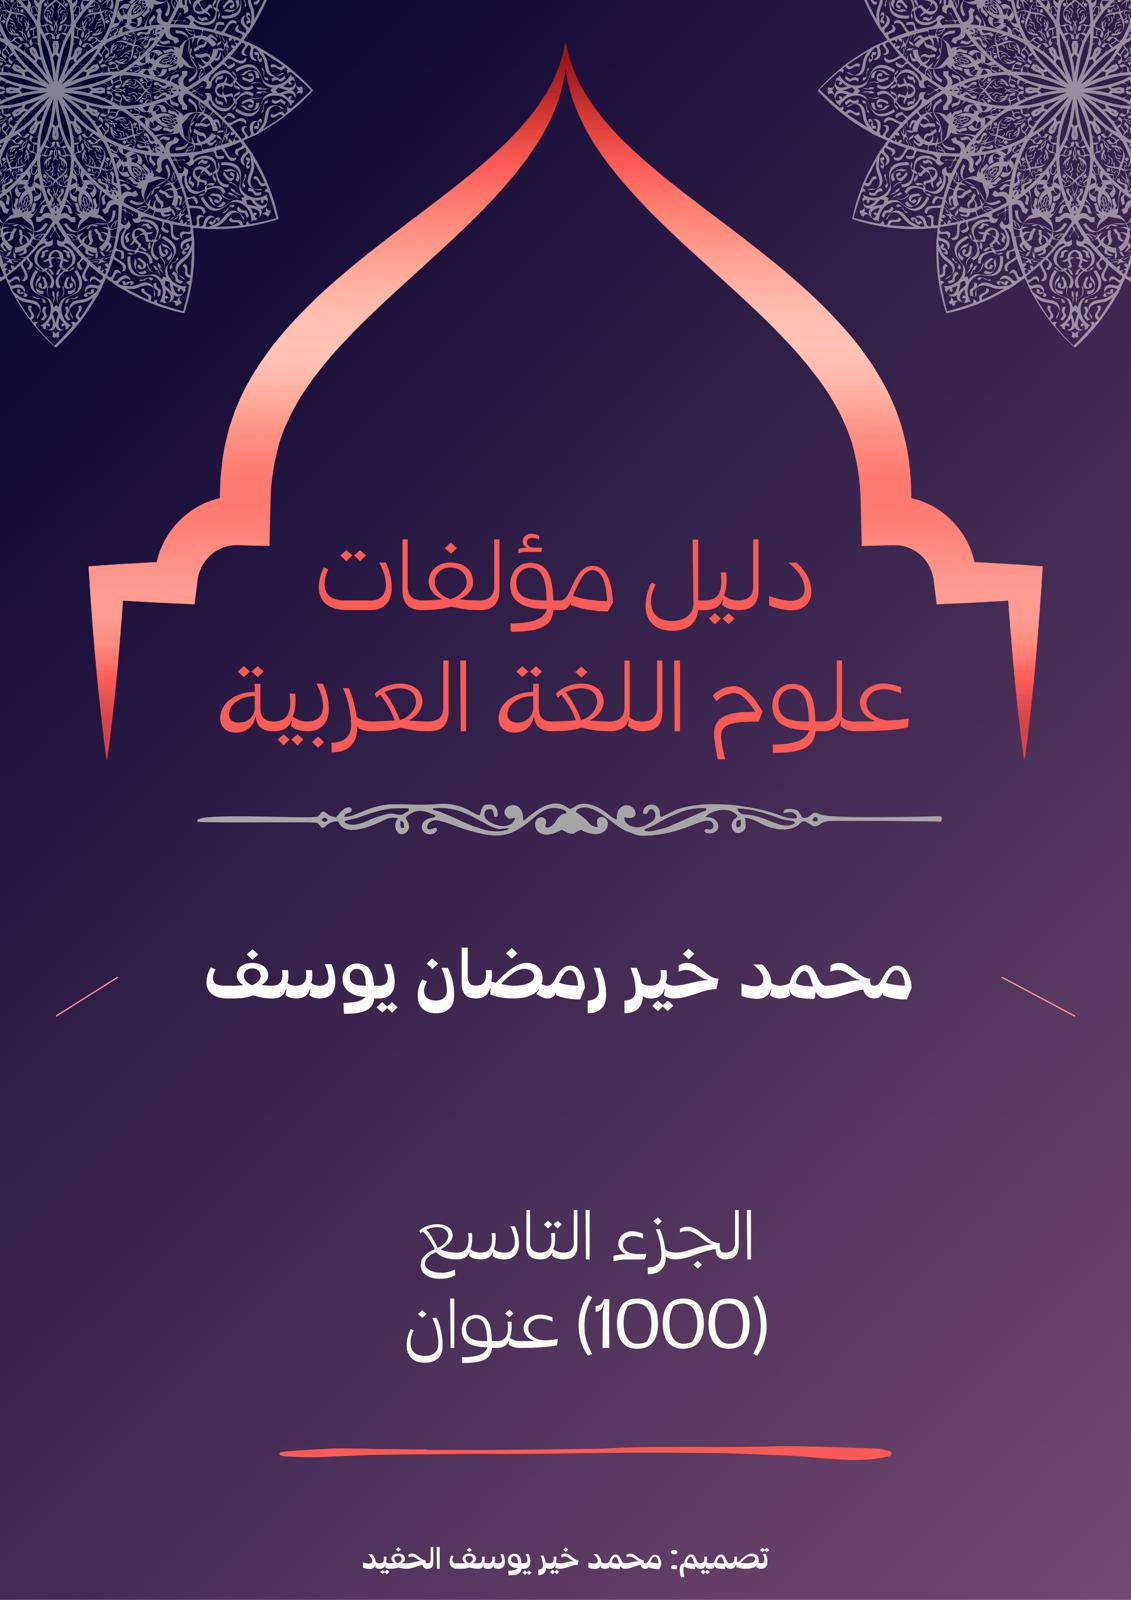 دليل مؤلفات
علوم اللغة العربية
محمد خير رمضان يوسف
الجزء التاسع
(1000) عنوان
تصميم: محمد خير يوسف الحفيد